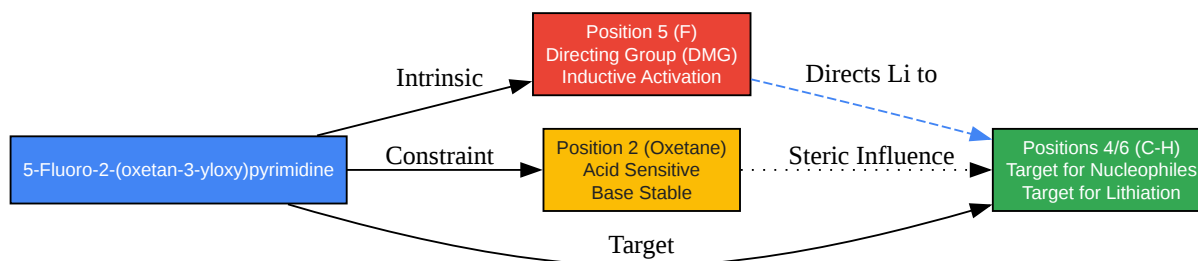 Position 5 (F)
Directing Group (DMG)
Inductive Activation
Intrinsic
Directs Li to
5-Fluoro-2-(oxetan-3-yloxy)pyrimidine
Constraint
Position 2 (Oxetane)
Acid Sensitive
Base Stable
Steric Influence
Positions 4/6 (C-H)
Target for Nucleophiles
Target for Lithiation
Target